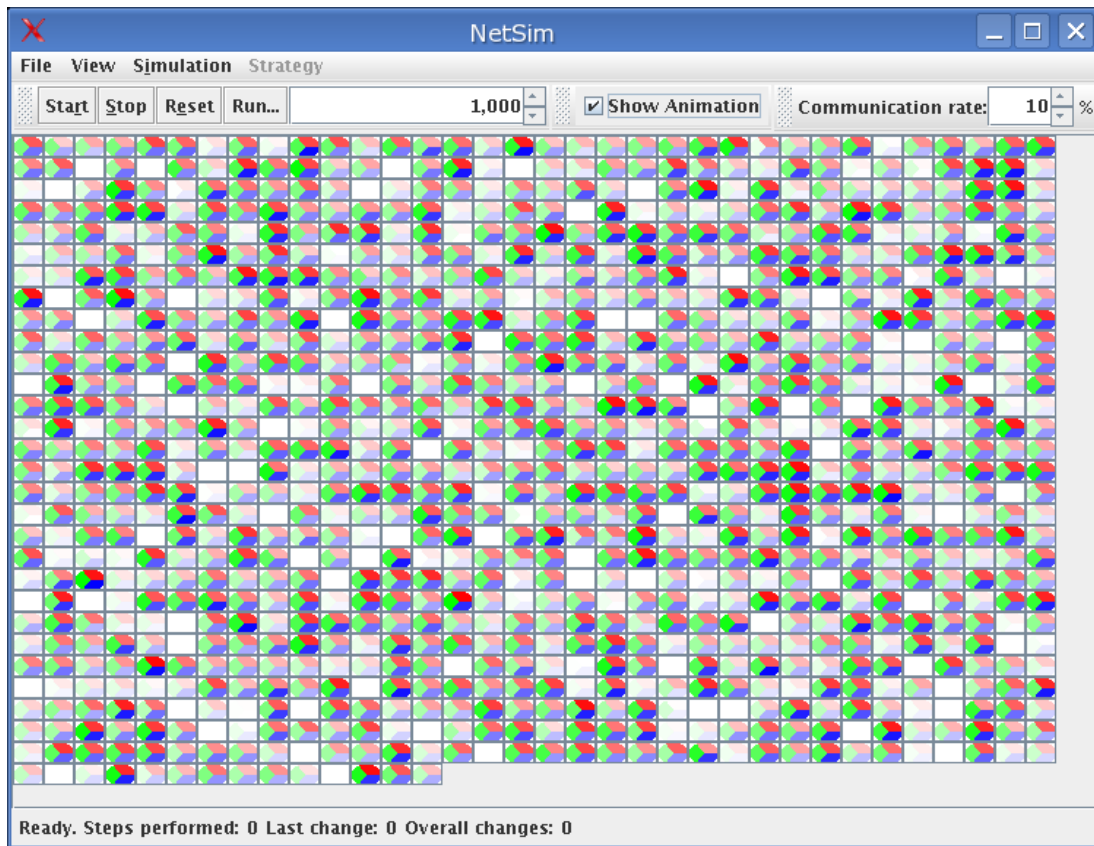 NetSim
File View Simulation Strategy
Start Stop Reset Run... 1,000 Show Animation Communication rate: 10 %
Ready. Steps performed: 0 Last change: 0 Overall changes: 0